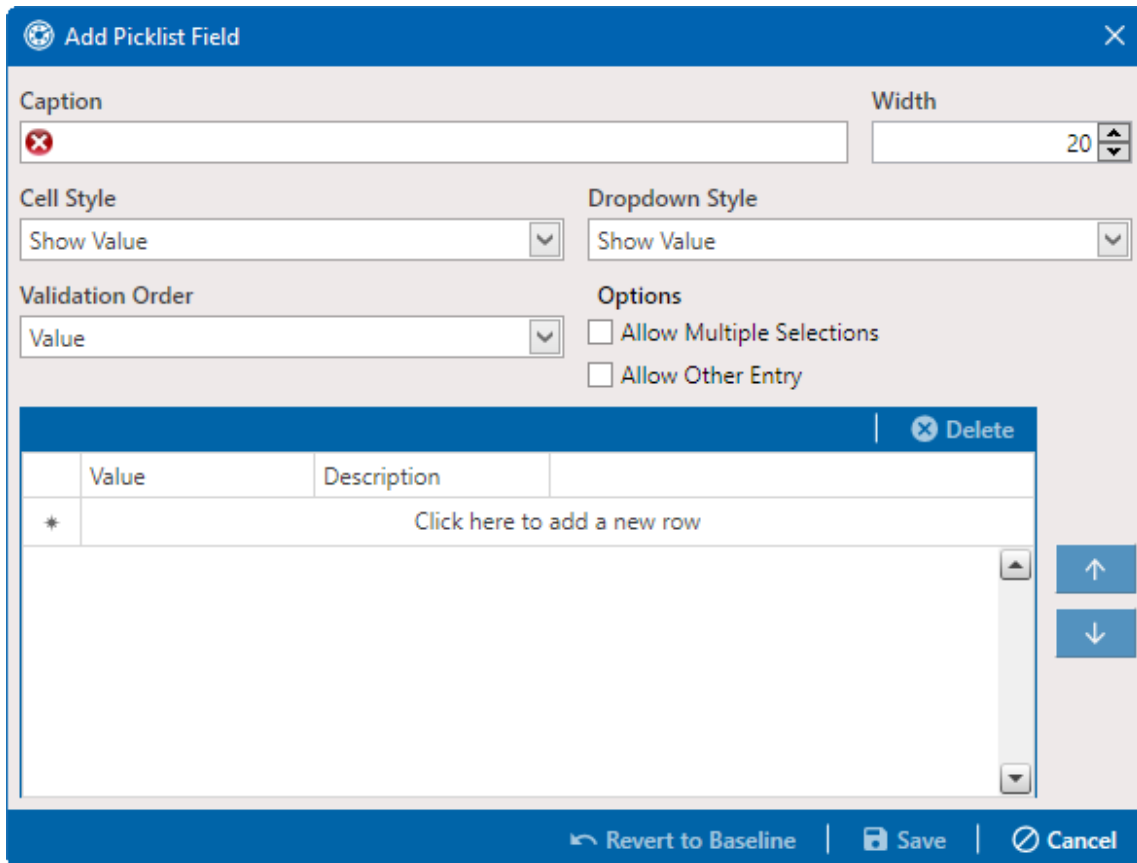 Add Picklist Field
Caption Width
20
Cell Style Dropdown Style
Show Value Show Value
Validation Order Options
Value Allow Multiple Selections
Allow Other Entry
Delete
Value Description
Click here to add a new row
Revert to Baseline Save Cancel